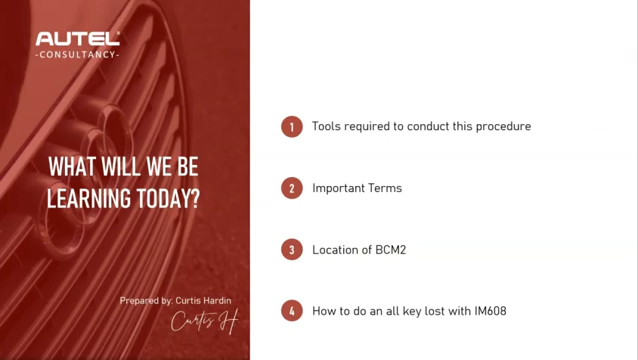 AUTEL
-CONSULTANCY-
WHAT WILL WE BE
LEARNING TODAY?
Prepared by: Curtis Hardin
Curtis H
1 Tools required to conduct this procedure
2 Important Terms
3 Location of BCM2
4 How to do an all key lost with IM608